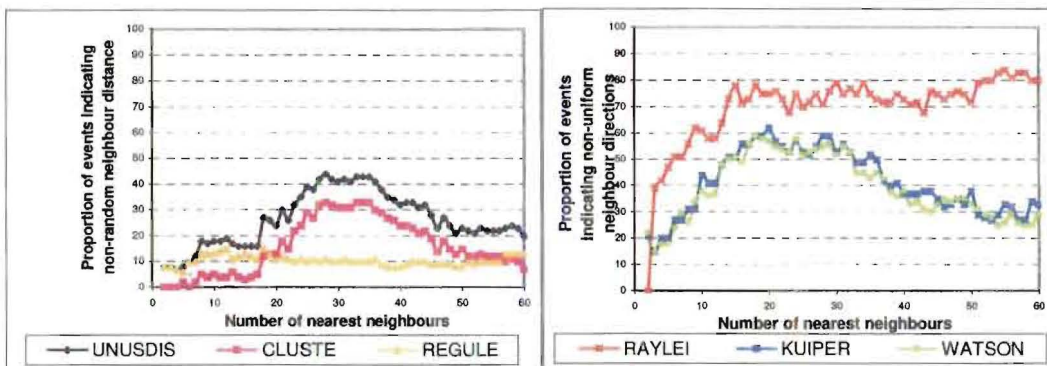 Proportion of events indicating
non-random neighbour distance
100
90
80
70
60
50
40
30
20
10
0
0 10 20 30 40 50 60
Number of nearest neighbours
UNUSDIS CLUSTE REGULE
Proportion of events
indicating non-uniform
neighbour directions
100
90
80
70
60
50
40
30
20
10
0
0 10 20 30 40 50 60
Number of nearest neighbours
RAYLEI KUIPER WATSON